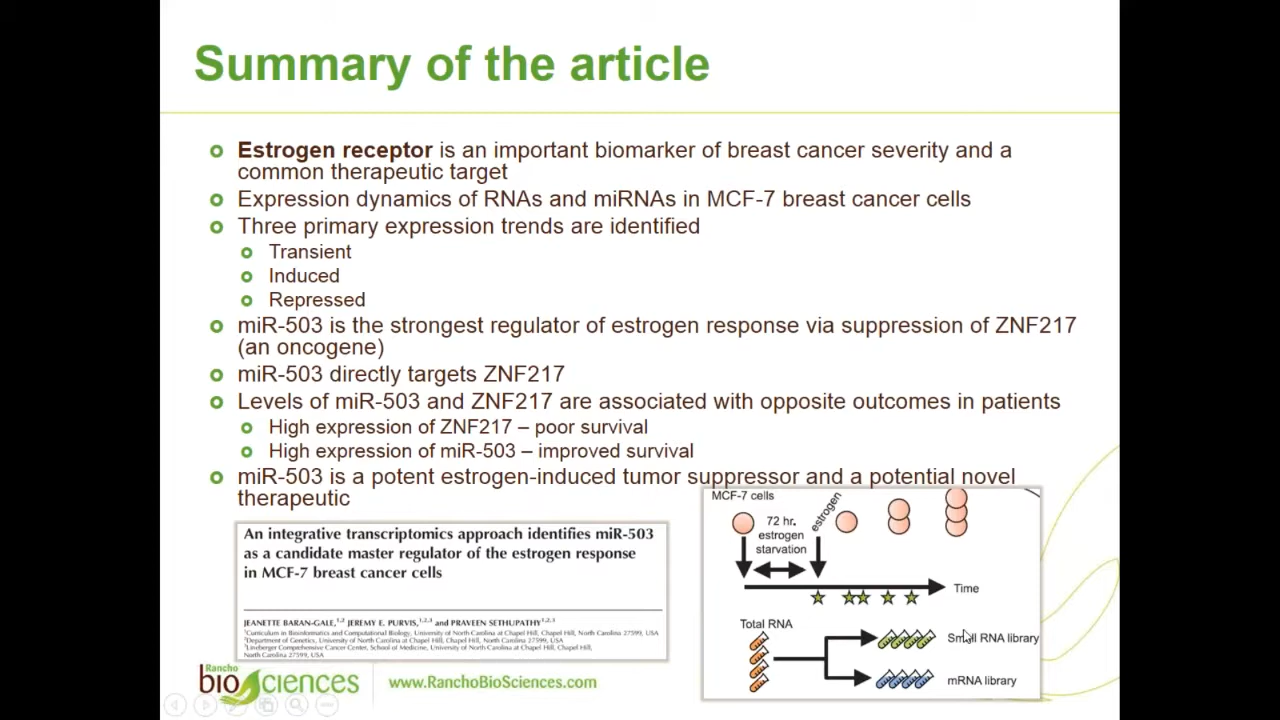 Summary of the article
Estrogen receptor is an important biomarker of breast cancer severity and a
common therapeutic target
Expression dynamics of RNAs and miRNAs in MCF-7 breast cancer cells
Three primary expression trends are identified
Transient
Induced
Repressed
miR-503 is the strongest regulator of estrogen response via suppression of ZNF217
(an oncogene)
miR-503 directly targets ZNF217
Levels of miR-503 and ZNF217 are associated with opposite outcomes in patients
High expression of ZNF217 – poor survival
High expression of miR-503 – improved survival
miR-503 is a potent estrogen-induced tumor suppressor and a potential novel
therapeutic
An integrative transcriptomics approach identifies miR-503
as a candidate master regulator of the estrogen response
in MCF-7 breast cancer cells
JEANETTE BARAN-GALE,1,2 JEREMY E. PURVIS,1,2,3 and PRAVEEN SETHUPATHY1,2,3
1Curriculum in Bioinformatics and Computational Biology, University of North Carolina at Chapel Hill, North Carolina 27599, USA
2Department of Genetics, University of North Carolina at Chapel Hill, Chapel Hill, North Carolina 27599, USA
3Lineberger Comprehensive Cancer Center, School of Medicine, University of North Carolina at Chapel Hill, Chapel Hill,
North Carolina 27599, USA
MCF-7 cells
72 hr.
estrogen
starvation
estrogen
Time
Total RNA
Small RNA library
mRNA library
Rancho
bioSciences
www.RanchoBioSciences.com